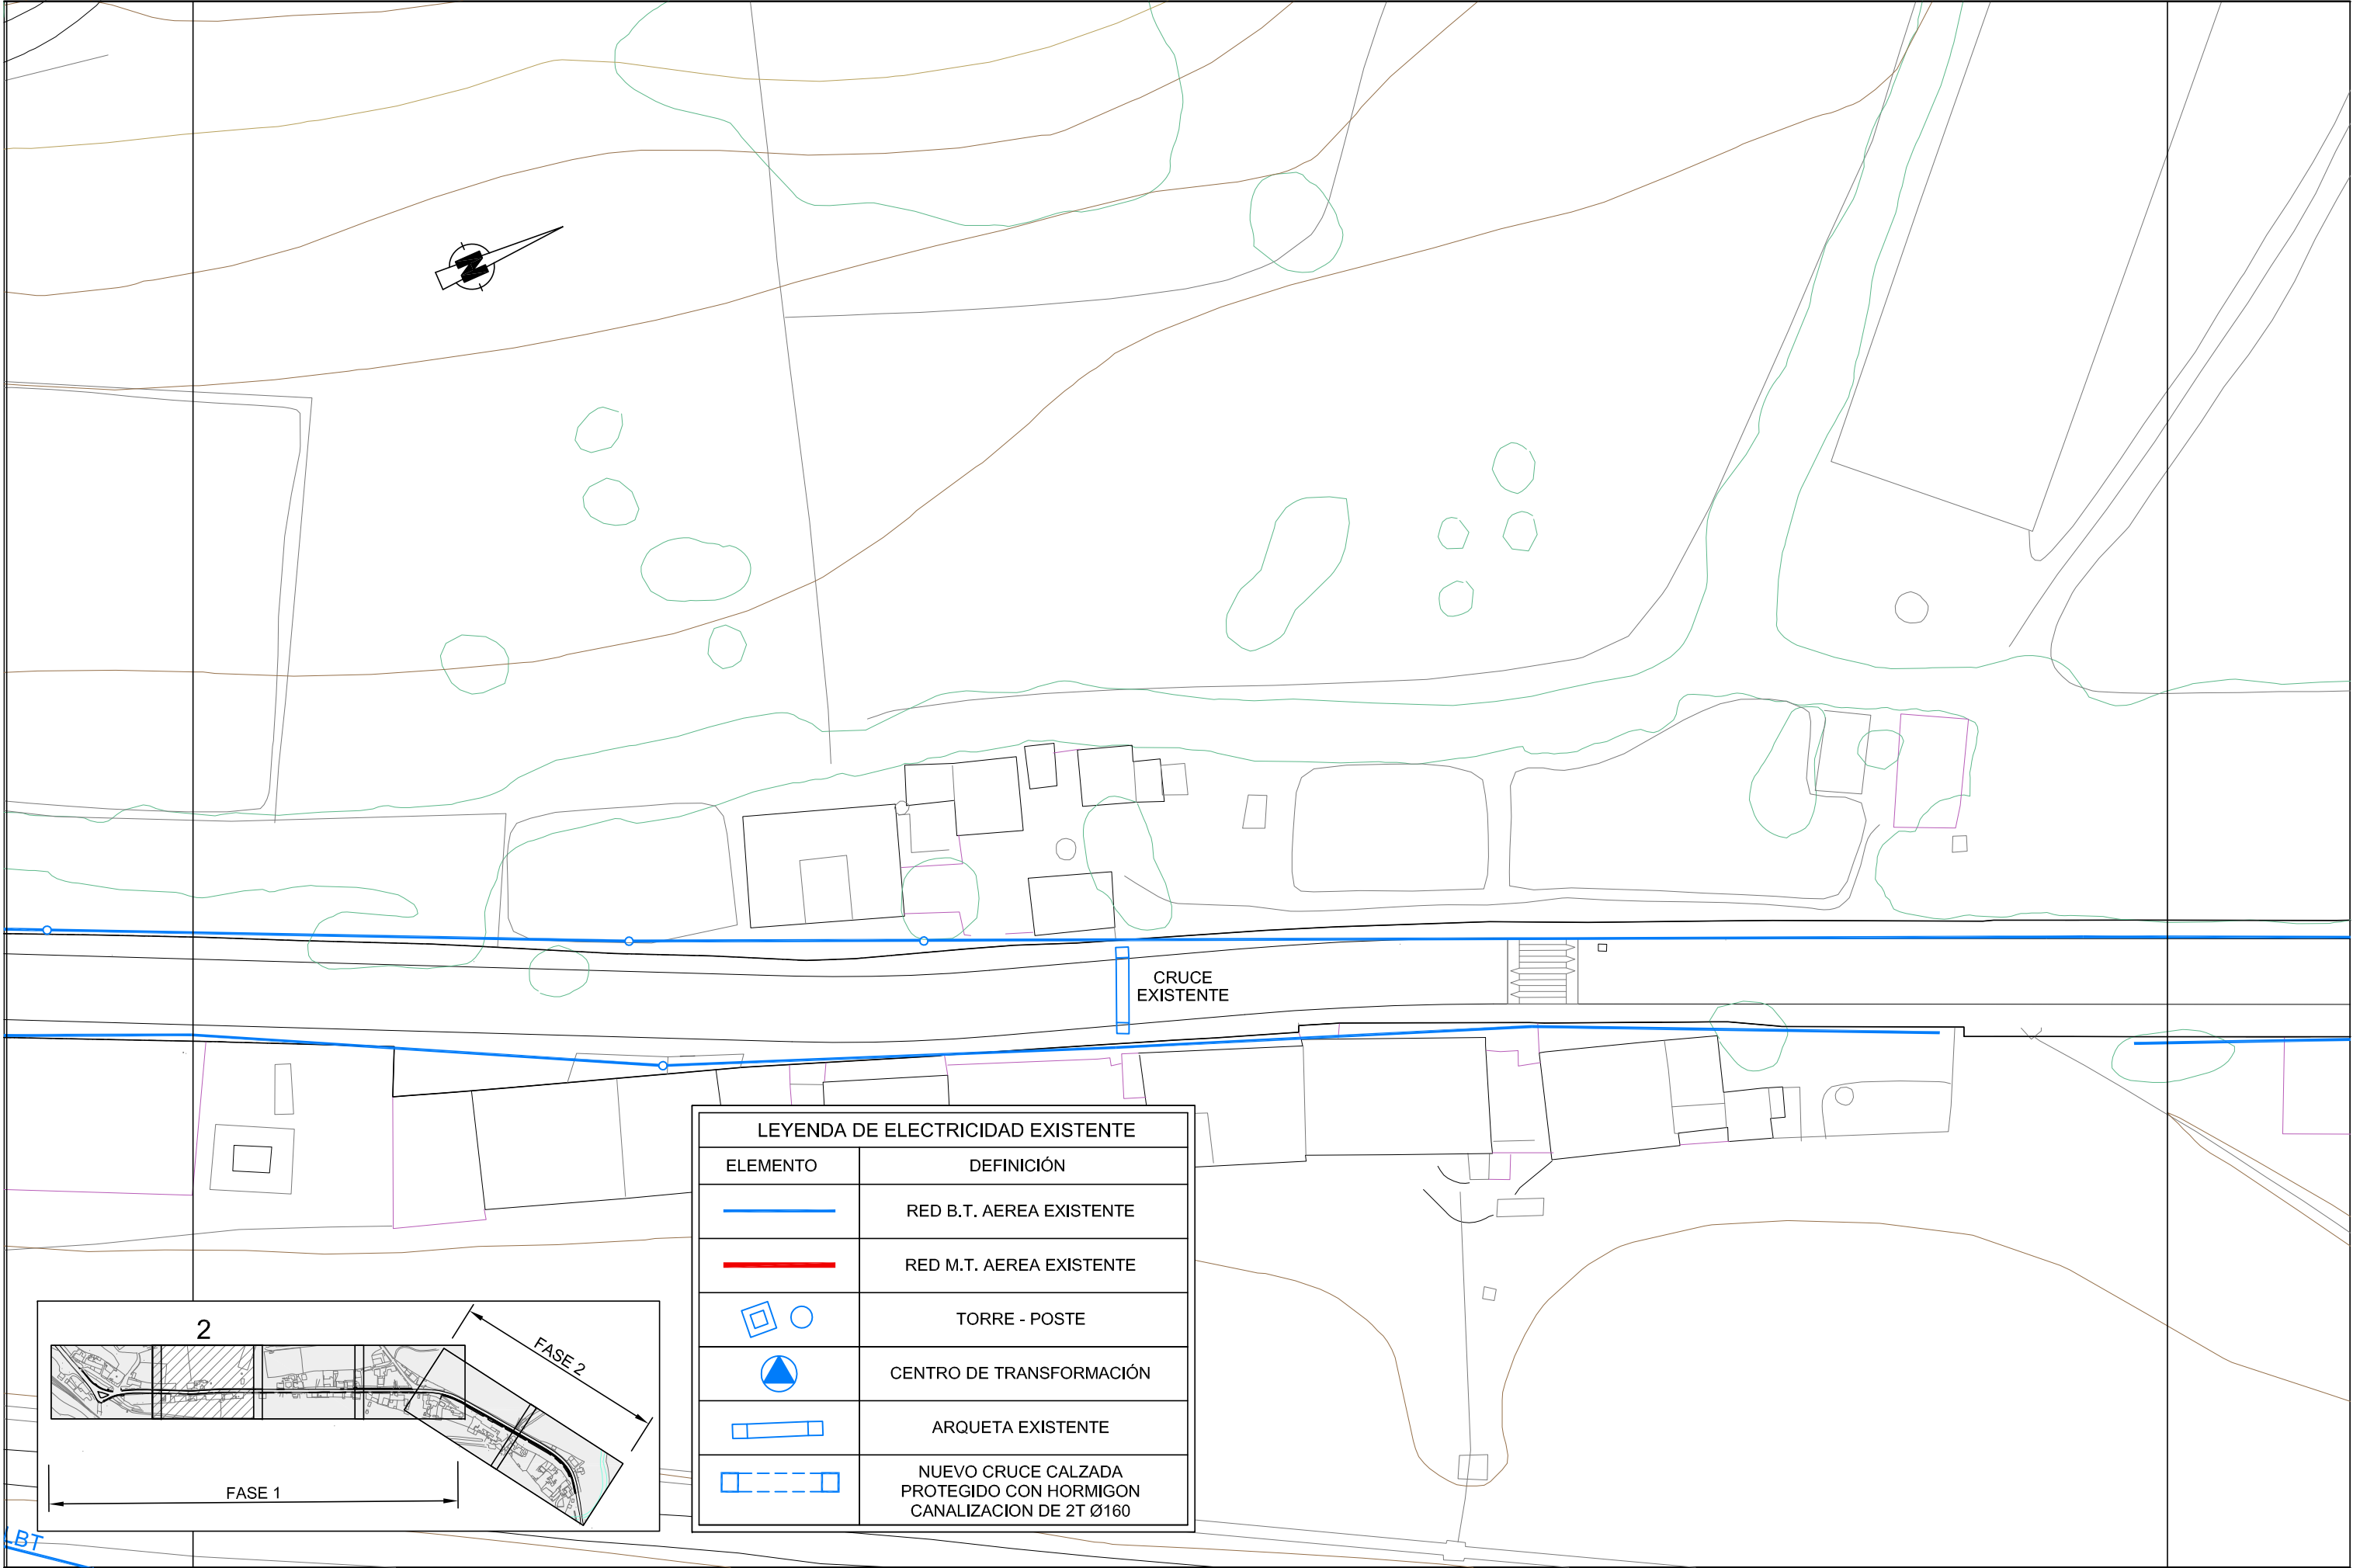 N
CRUCE
EXISTENTE
LEYENDA DE ELECTRICIDAD EXISTENTE
ELEMENTO
DEFINICIÓN
RED B.T. AEREA EXISTENTE
RED M.T. AEREA EXISTENTE
TORRE - POSTE
CENTRO DE TRANSFORMACIÓN
ARQUETA EXISTENTE
NUEVO CRUCE CALZADA
PROTEGIDO CON HORMIGON
CANALIZACION DE 2T Ø160
2
FASE 2
FASE 1
LBT